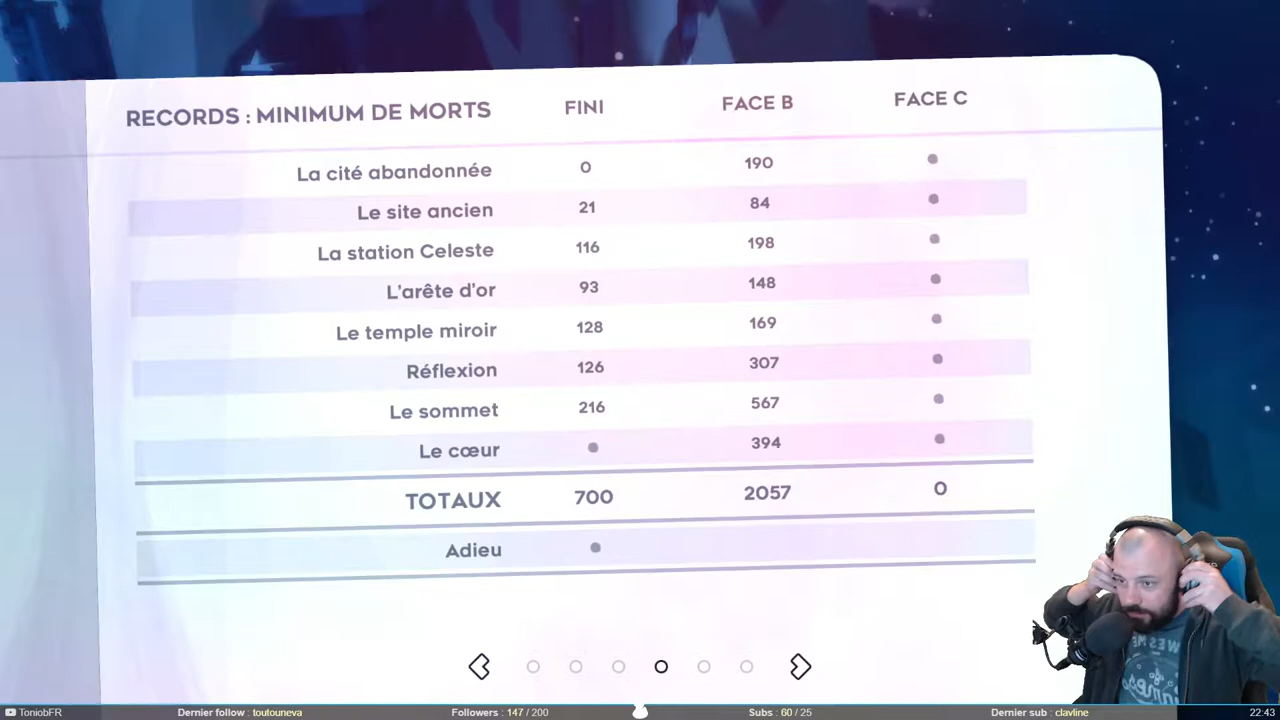 RECORDS : MINIMUM DE MORTS FINI FACE B FACE C
La cité abandonnée 0 190
Le site ancien 21 84
La station Celeste 116 198
L'arête d'or 93 148
Le temple miroir 128 169
Réflexion 126 307
Le sommet 216 567
Le cœur 394
TOTAUX 700 2057 0
Adieu
ToniobFR Dernier follow : toutouneva Followers : 147 / 200 Subs : 60 / 25 Dernier sub : clavline 22:43